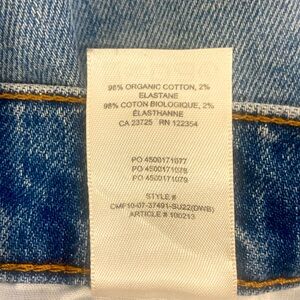 98% ORGANIC COTTON, 2%
ELASTANE
98% COTON BIOLOGIQUE, 2%
ÉLASTHANNE
CA 23725 RN 122354
PO 4500171077
PO 4500171078
PO 4500171079
STYLE #
CMF10-07-37491-SU22(DWB)
ARTICLE # 100213